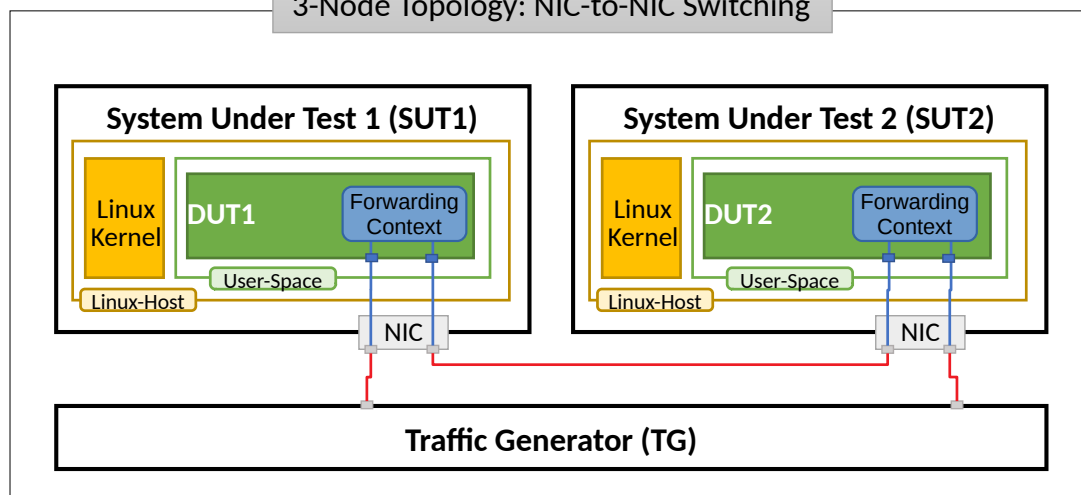 3-Node Topology: NIC-to-NIC Switching
System Under Test 1 (SUT1)
System Under Test 2 (SUT2)
Linux
Kernel
DUT1
Forwarding
Context
User-Space
Linux-Host
NIC
Linux
Kernel
DUT2
Forwarding
Context
User-Space
Linux-Host
NIC
Traffic Generator (TG)